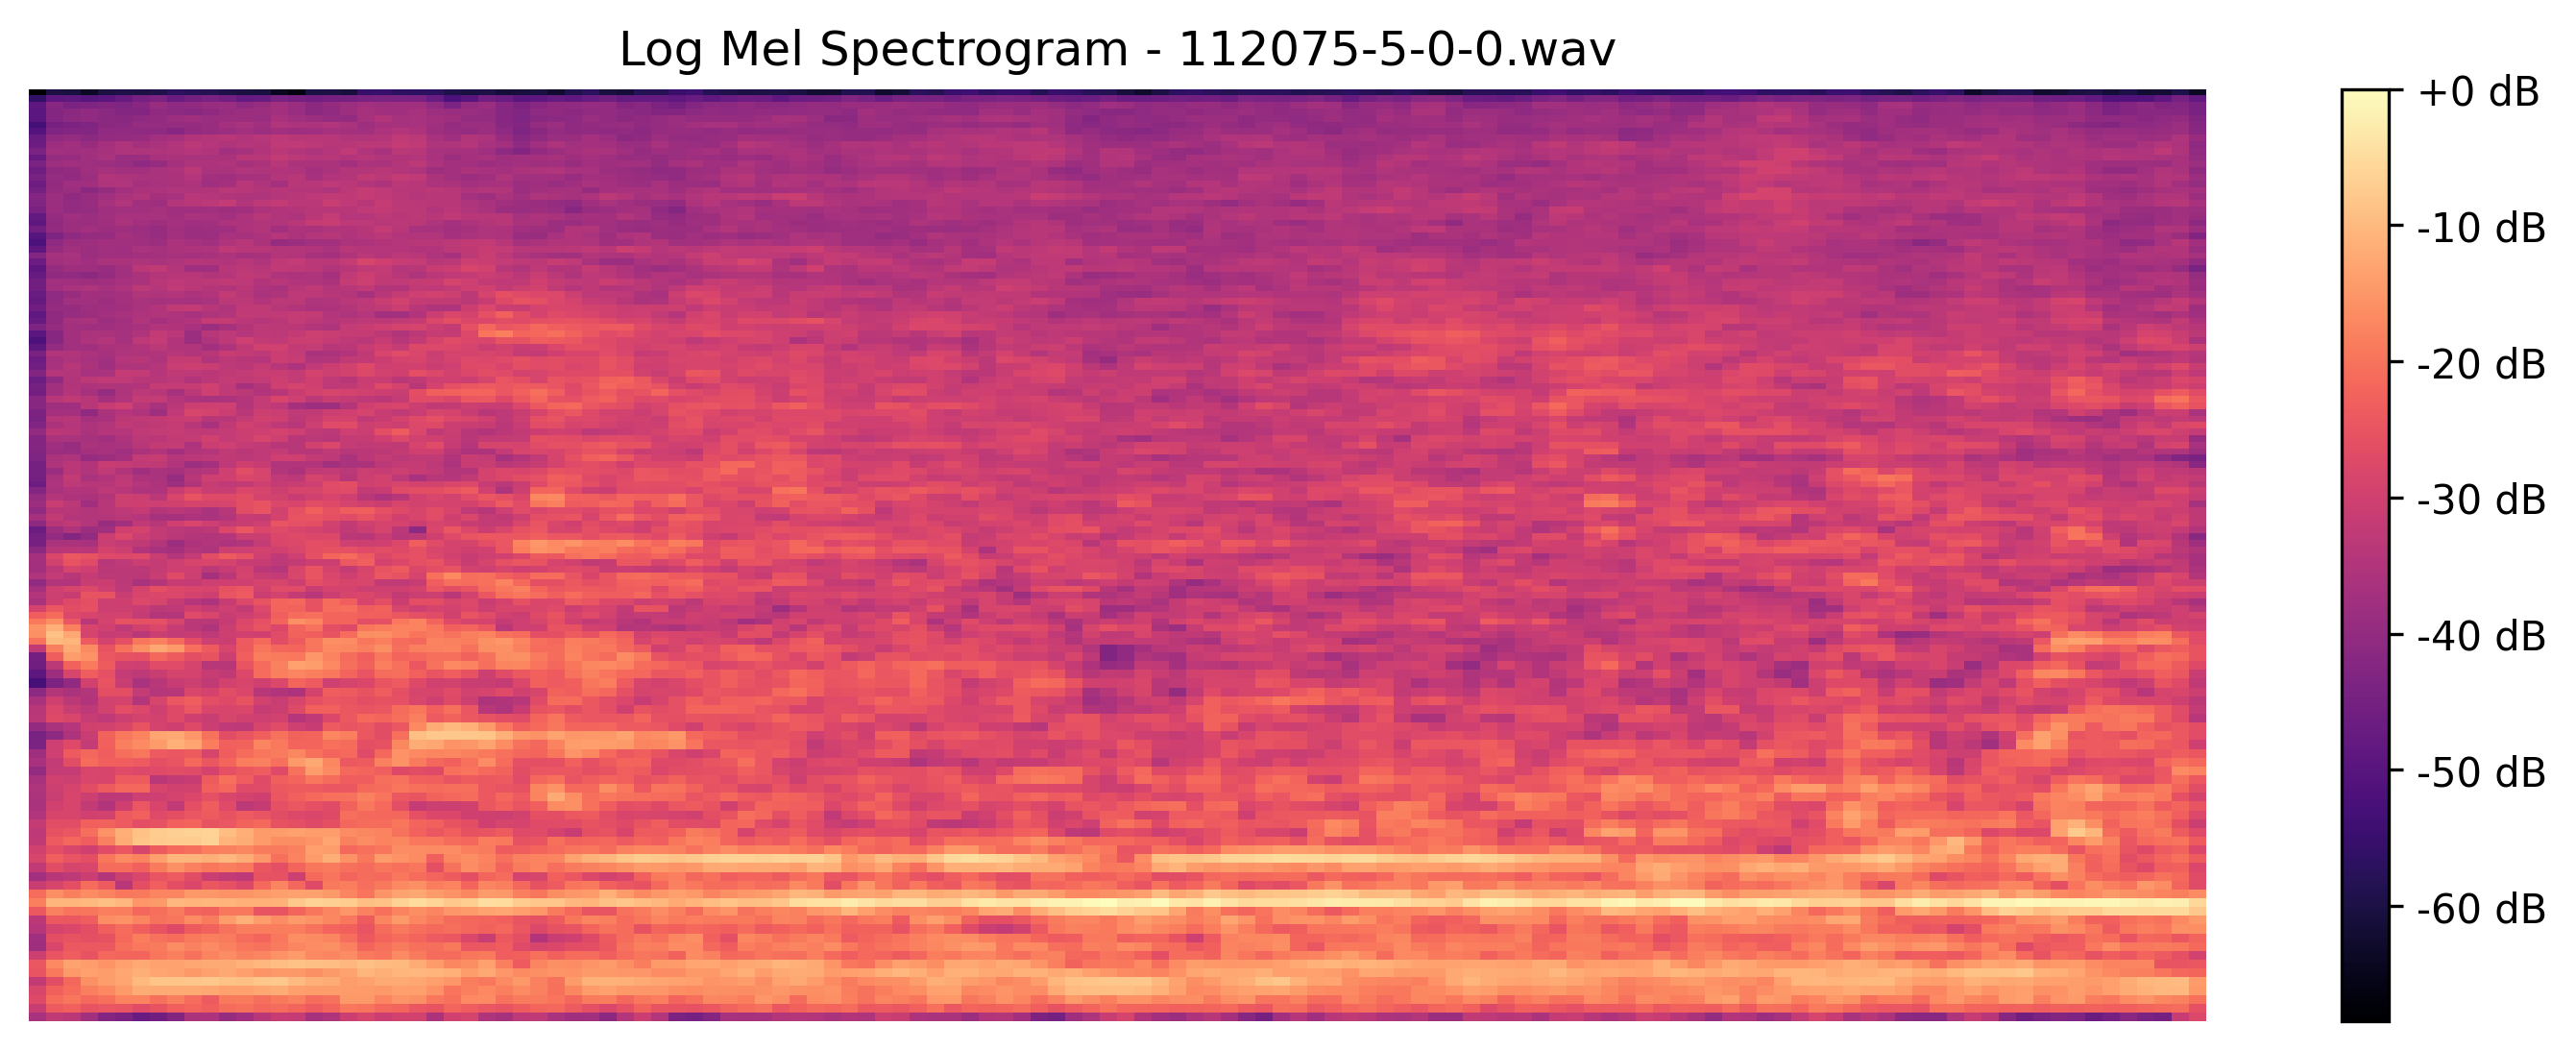 Log Mel Spectrogram - 112075-5-0-0.wav
+0 dB
-10 dB
-20 dB
-30 dB
-40 dB
-50 dB
-60 dB